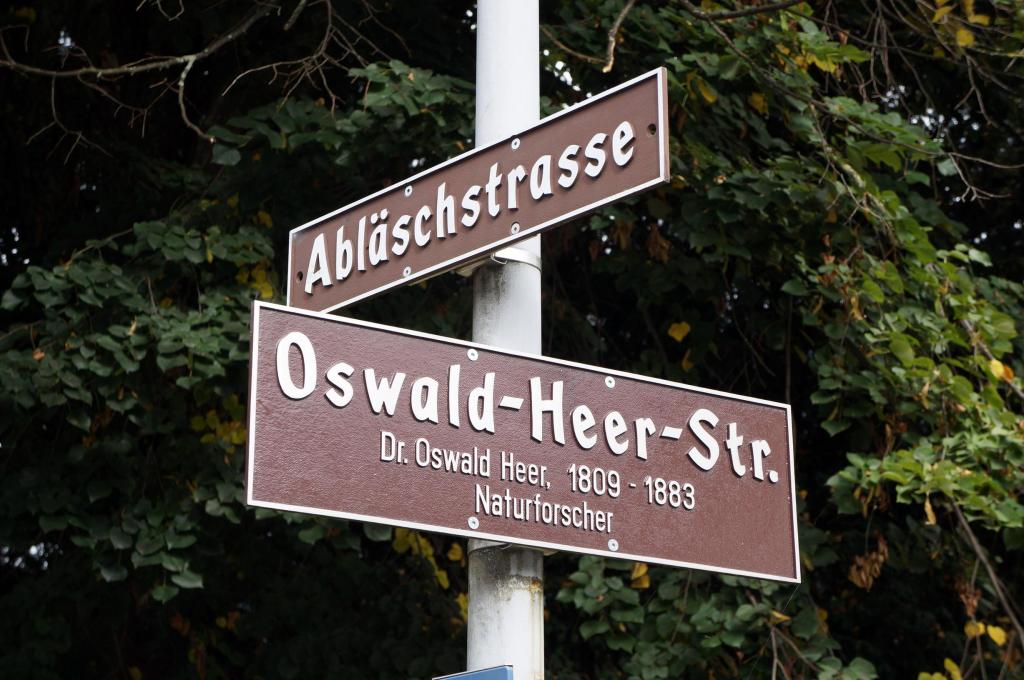 Abläschstrasse
Oswald-Heer-Str.
Dr. Oswald Heer, 1809 - 1883
Naturforscher